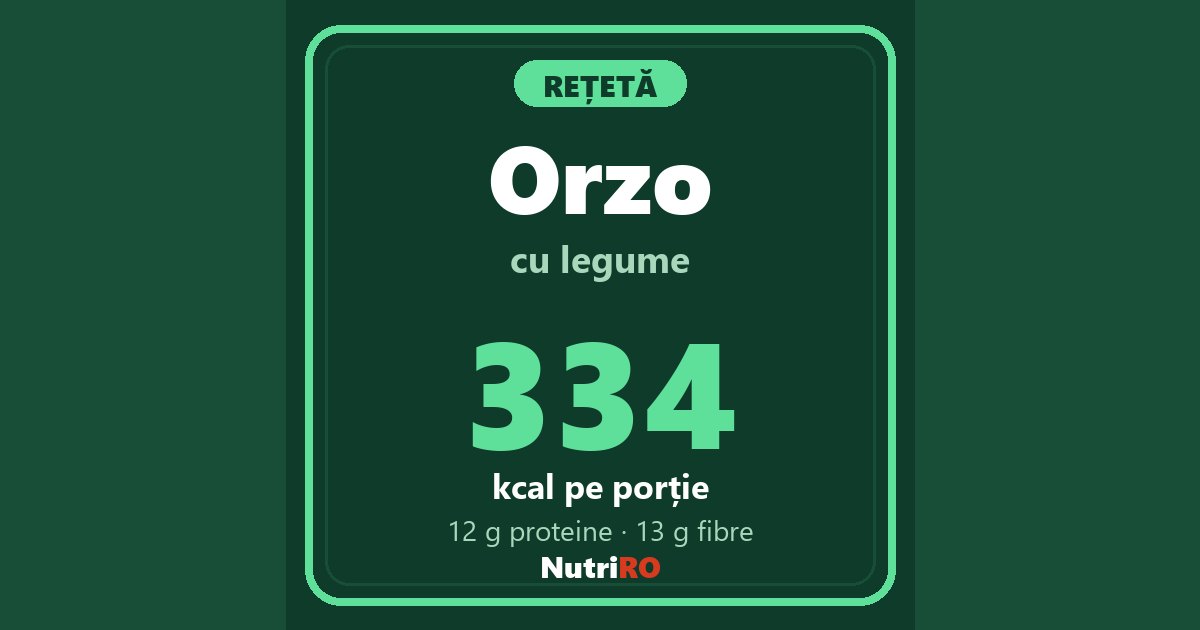 REȚETĂ
Orzo
cu legume
334
kcal pe porție
12 g proteine · 13 g fibre
NutriRO